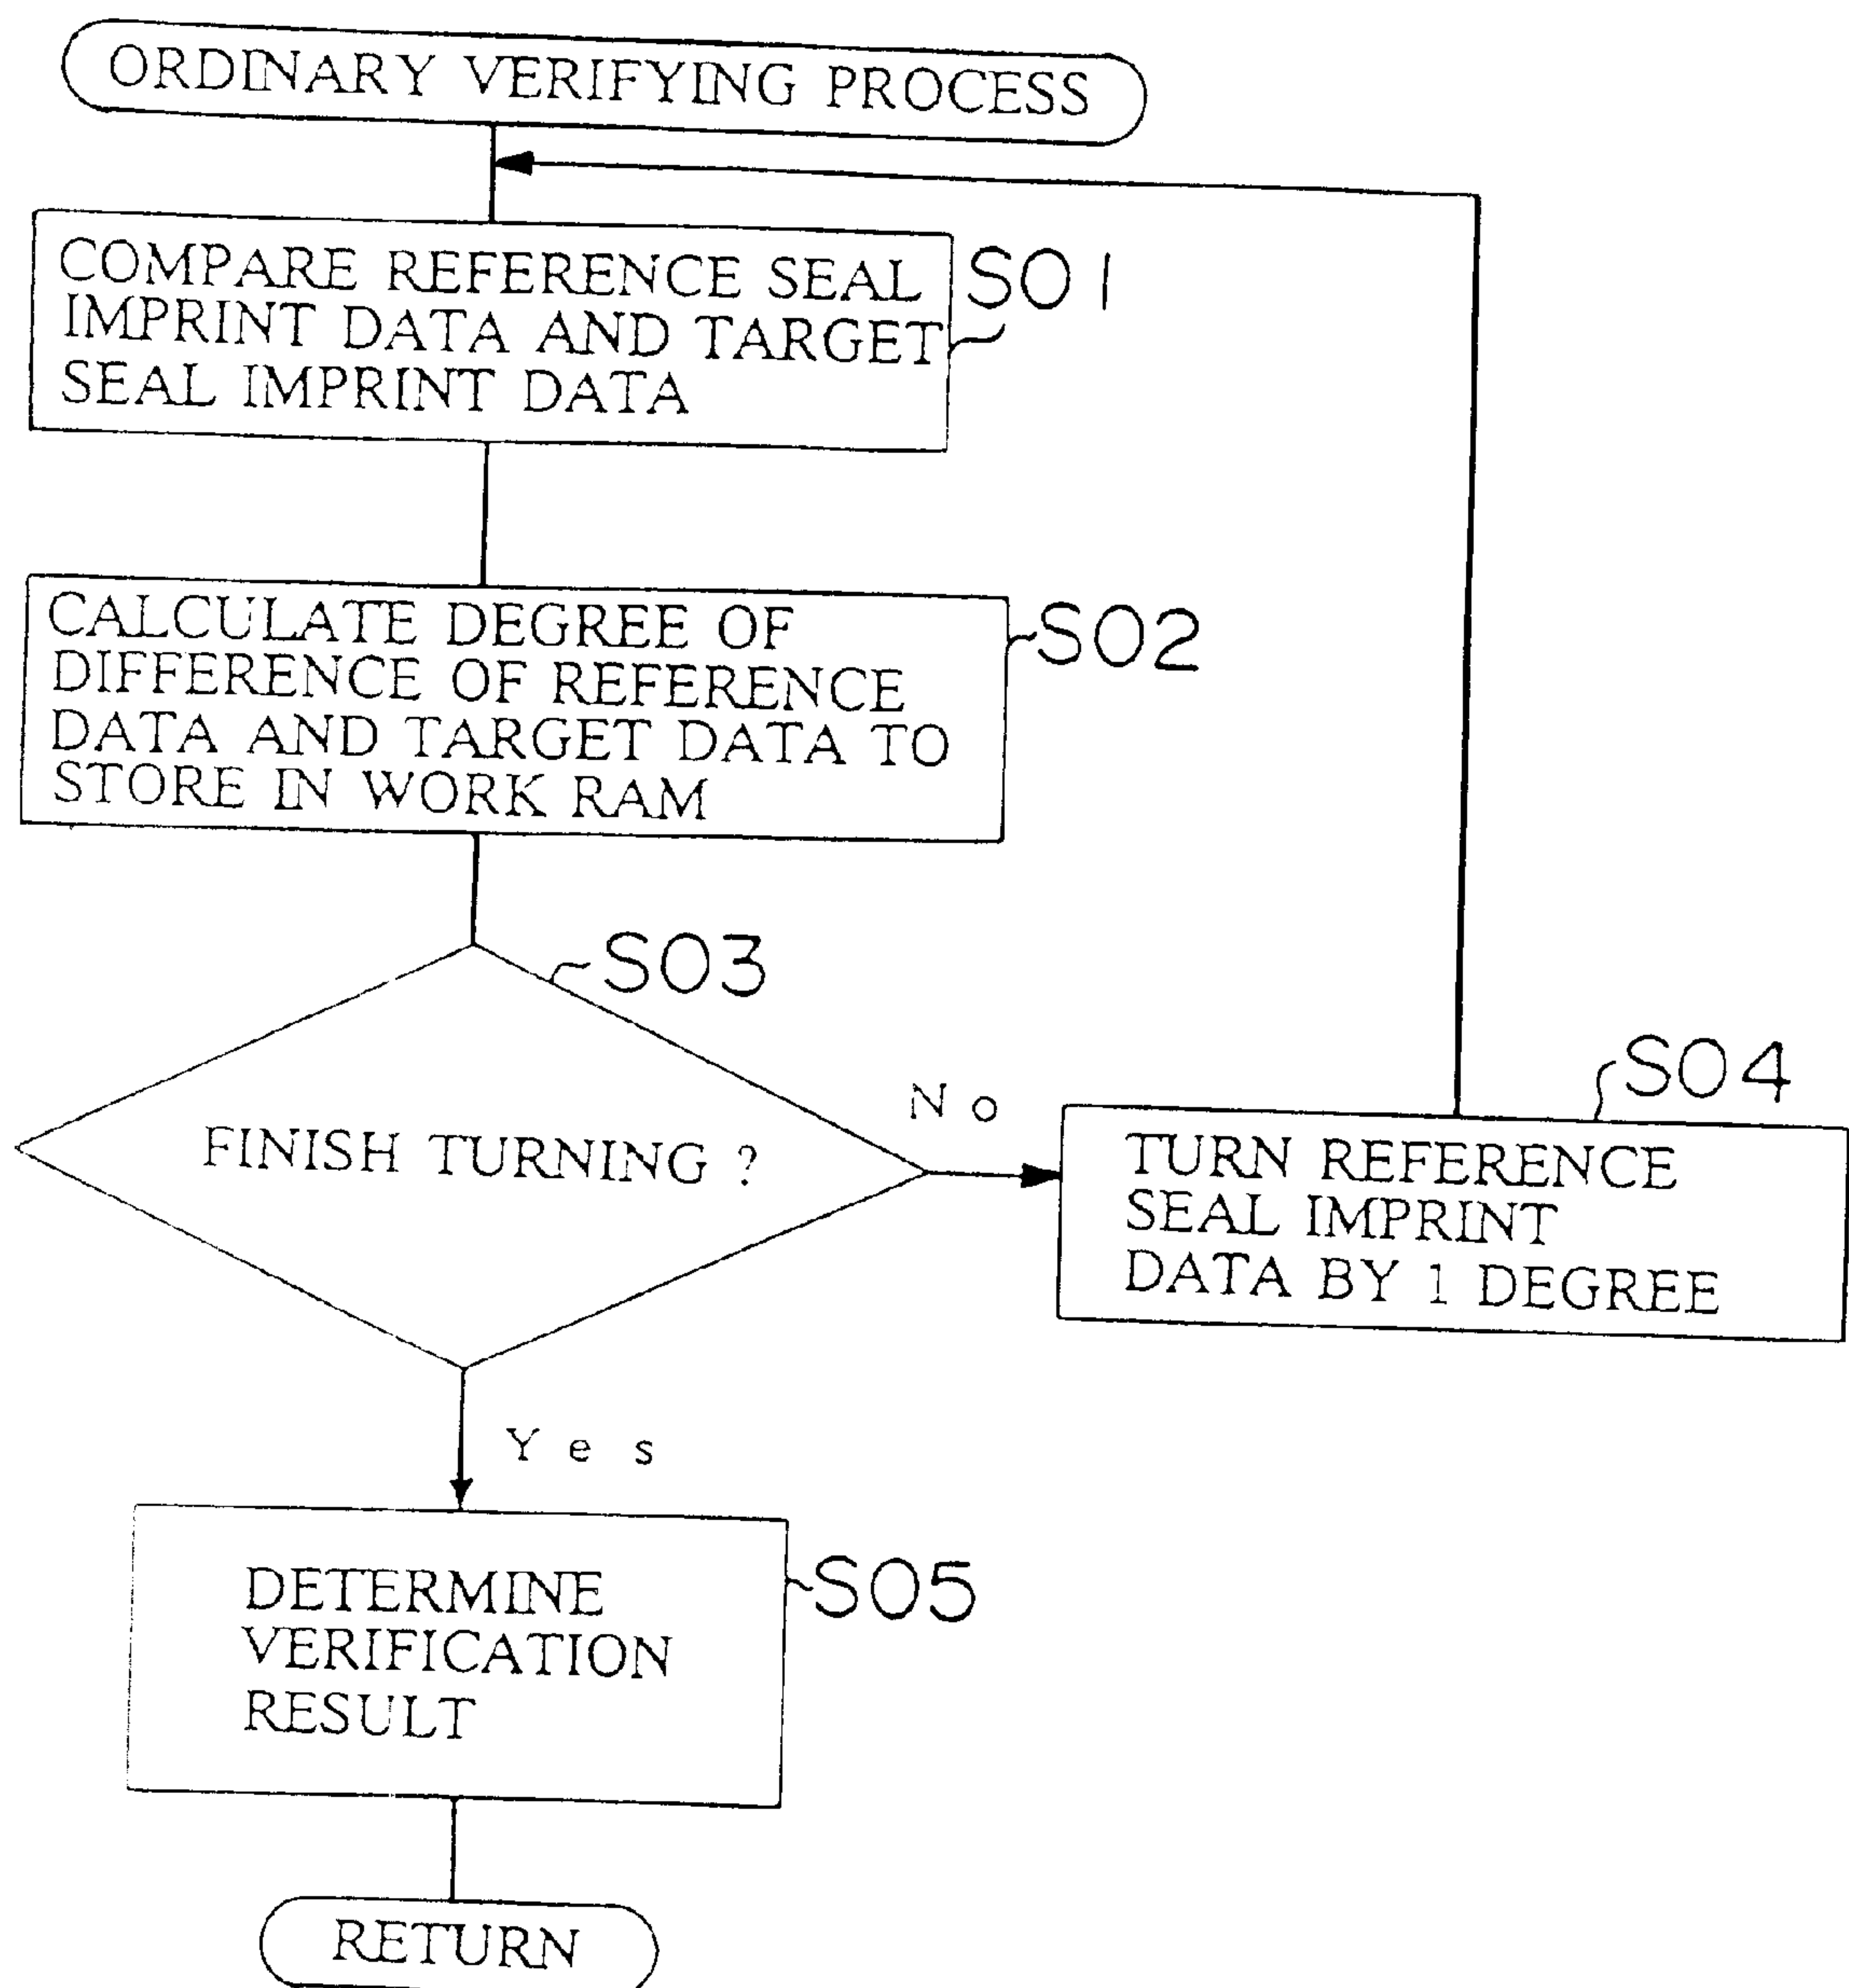 ORDINARY VERIFYING PROCESS
COMPARE REFERENCE SEAL
IMPRINT DATA AND TARGET
SEAL IMPRINT DATA
S01
CALCULATE DEGREE OF
DIFFERENCE OF REFERENCE
DATA AND TARGET DATA TO
STORE IN WORK RAM
S02
S03
FINISH TURNING ?
No
S04
TURN REFERENCE
SEAL IMPRINT
DATA BY 1 DEGREE
Yes
DETERMINE
VERIFICATION
RESULT
S05
RETURN